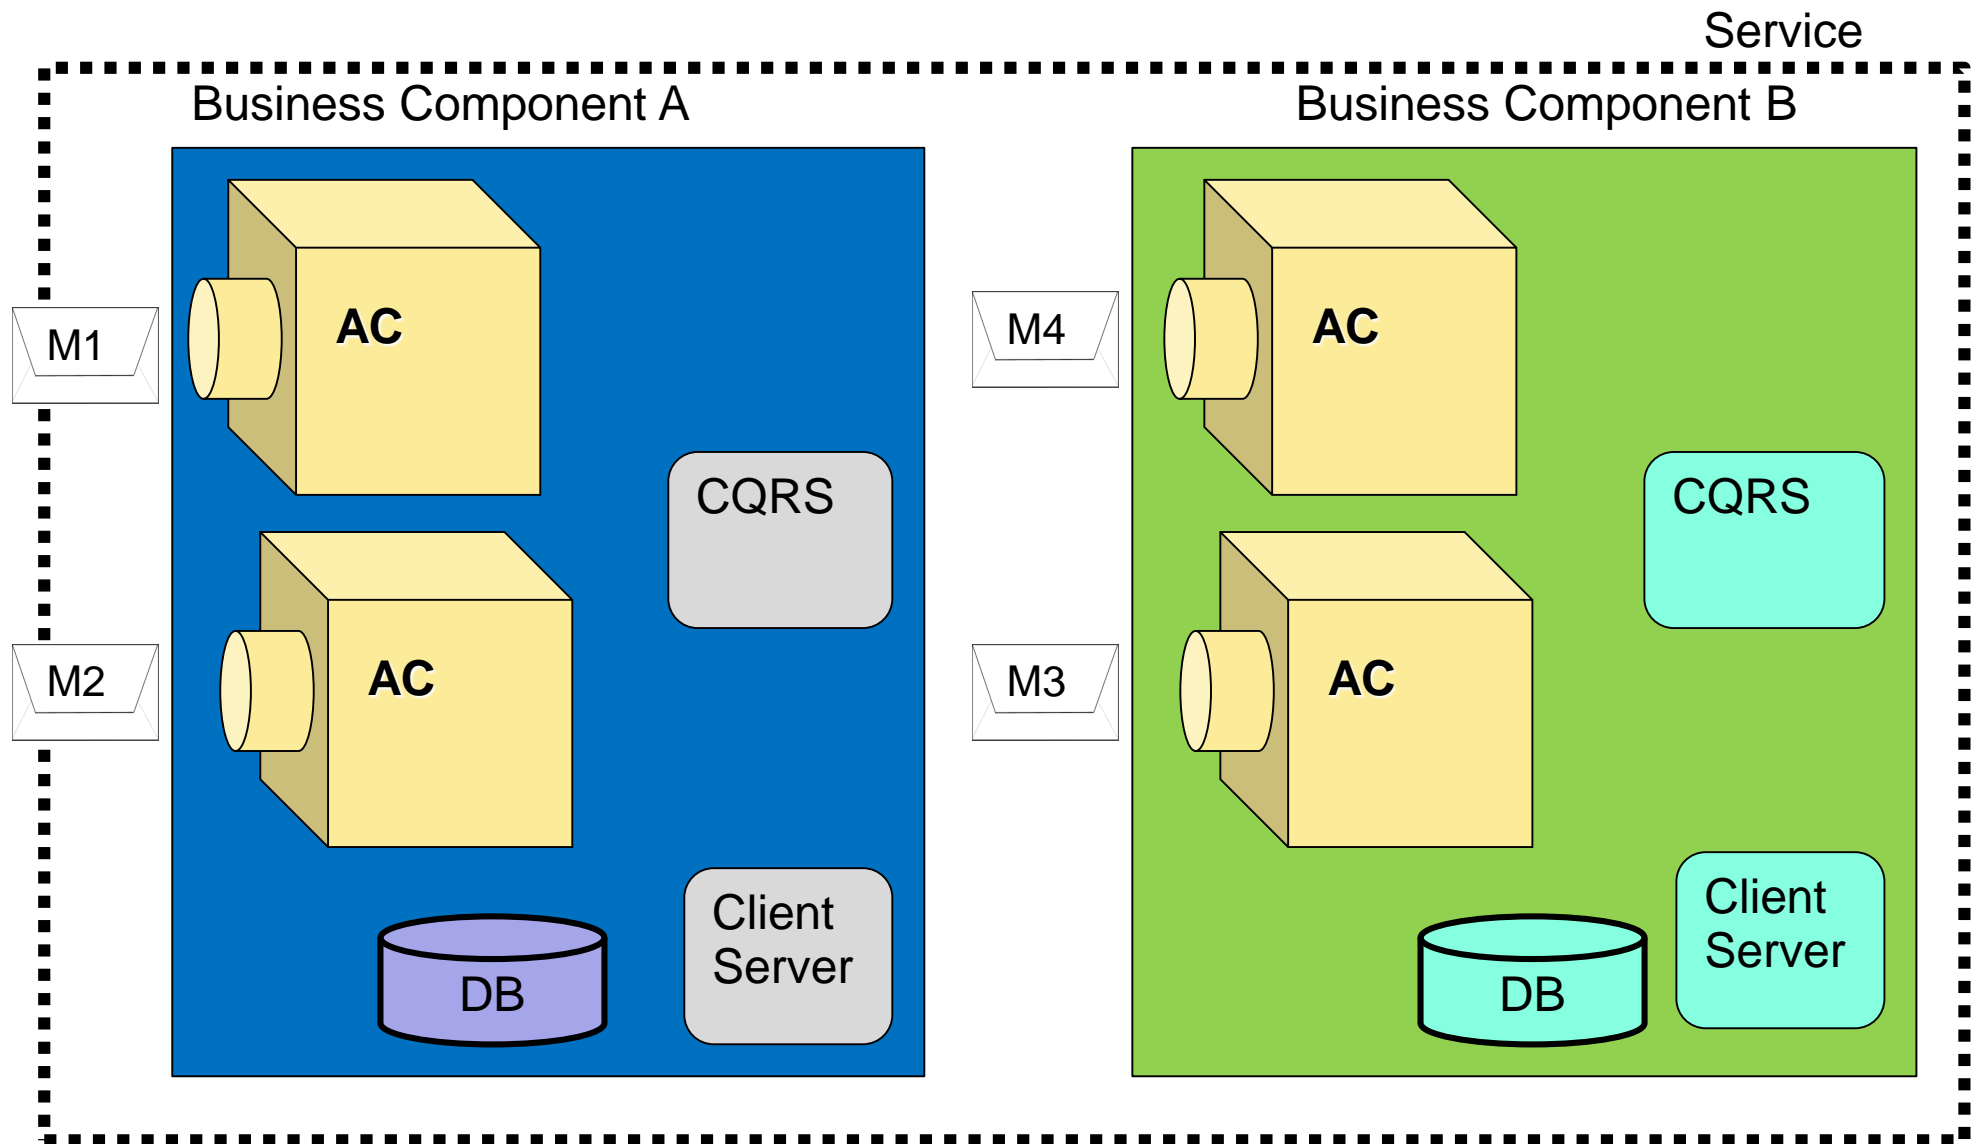 Service
Business Component A
Business Component B
M1
AC
CQRS
M2
AC
DB
Client
Server
M4
AC
CQRS
M3
AC
DB
Client
Server